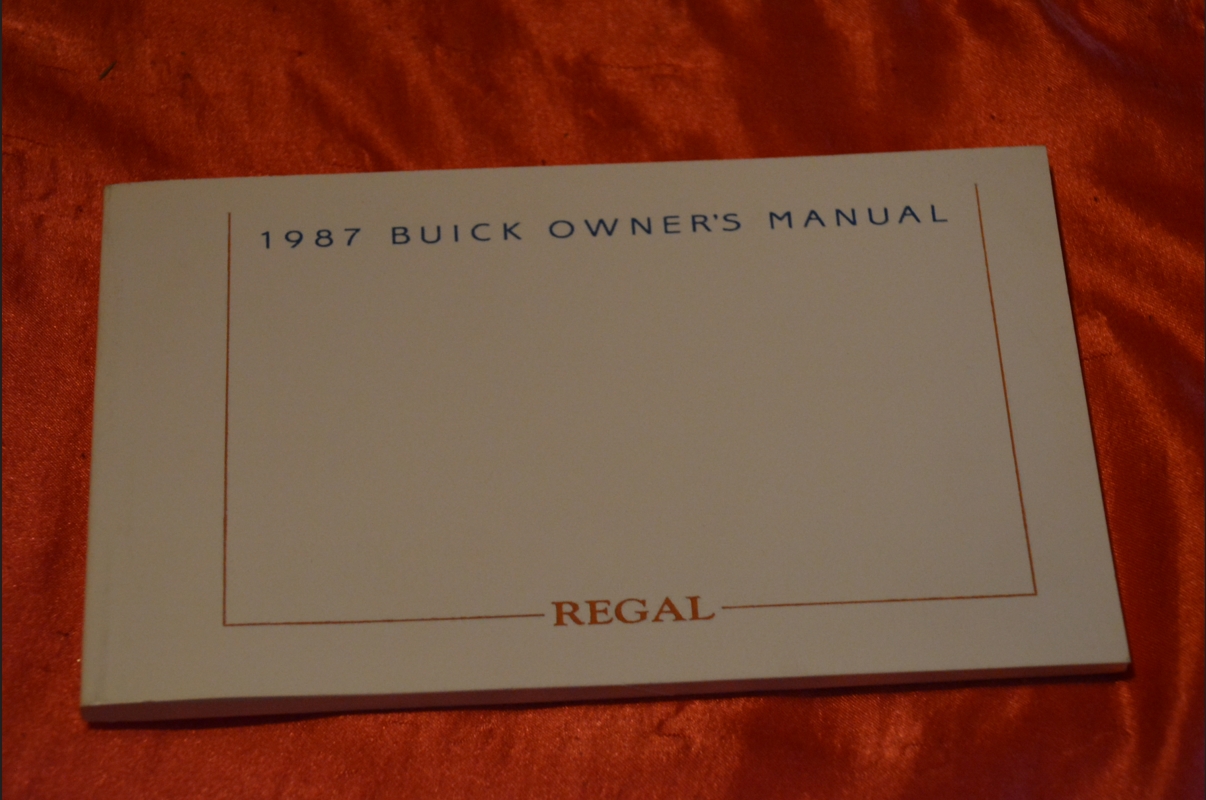 1987 BUICK OWNER'S MANUAL
REGAL